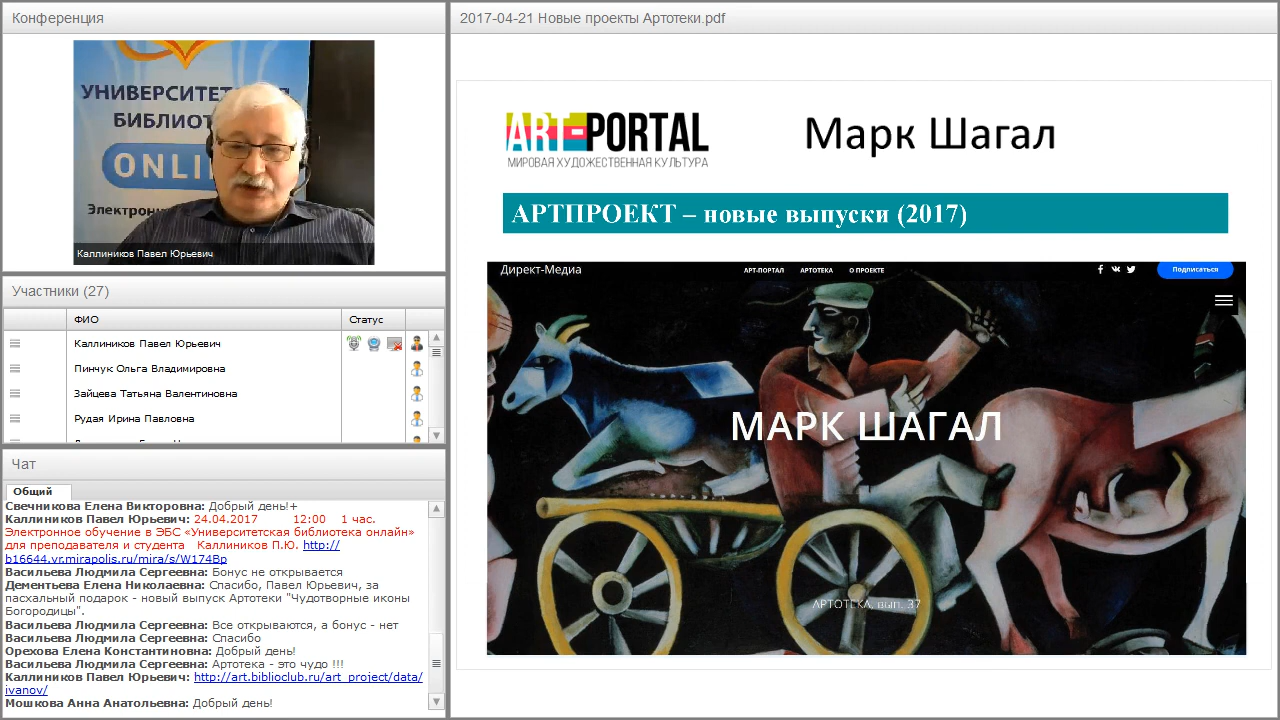 Конференция
УНИВЕРСИТЕТ
БИБЛИОТ
ONLI
Электрон
Каллиников Павел Юрьевич
Участники (27)
ФИО
Статус
Каллиников Павел Юрьевич
Пинчук Ольга Владимировна
Зайцева Татьяна Валентиновна
Рудая Ирина Павловна
Чат
Общий
Свечникова Елена Викторовна: Добрый день!+
Каллиников Павел Юрьевич: 24.04.2017 12:00 1 час.
Электронное обучение в ЭБС «Университетская библиотека онлайн»
для преподавателя и студента Каллиников П.Ю. http://
b16644.vr.mirapolis.ru/mira/s/W174Bp
Васильева Людмила Сергеевна: Бонус не открывается
Дементьева Елена Николаевна: Спасибо, Павел Юрьевич, за
пасхальный подарок - новый выпуск Артотеки "Чудотворные иконы
Богородицы".
Васильева Людмила Сергеевна: Все открываются, а бонус - нет
Васильева Людмила Сергеевна: Спасибо
Орехова Елена Константиновна: Добрый день!
Васильева Людмила Сергеевна: Артотека - это чудо !!!
Каллиников Павел Юрьевич: http://art.biblioclub.ru/art_project/data/
ivanov/
Мошкова Анна Анатольевна: Добрый день!
2017-04-21 Новые проекты Артотеки.pdf
ART-PORTAL
МИРОВАЯ ХУДОЖЕСТВЕННАЯ КУЛЬТУРА
Марк Шагал
АРТПРОЕКТ – новые выпуски (2017)
Директ-Медиа
АРТ-ПОРТАЛ АРТОТЕКА О ПРОЕКТЕ
Подписаться
МАРК ШАГАЛ
АРТОТЕКА, вып. 37